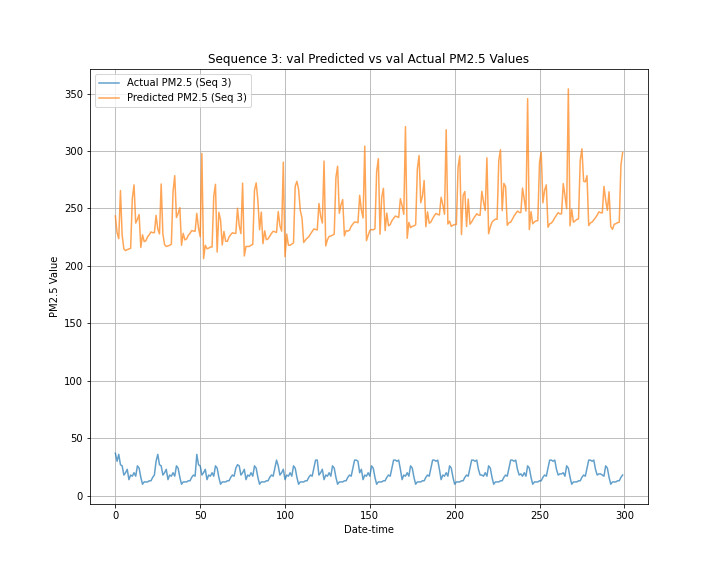 Sequence 3: val Predicted vs val Actual PM2.5 Values
Actual PM2.5 (Seq 3)
Predicted PM2.5 (Seq 3)
PM2.5 Value
350
300
250
200
150
100
50
0
0 50 100 150 200 250 300
Date-time